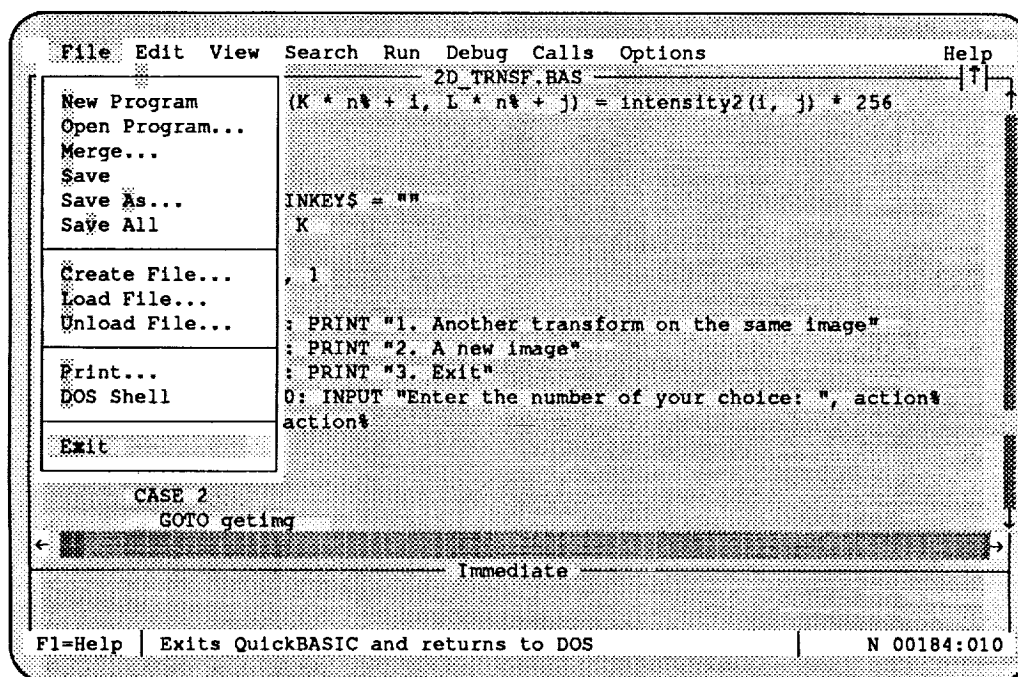 File Edit View Search Run Debug Calls Options Help
2D_TRNSF.BAS
New Program (K * n% + i, L * n% + j) = intensity2(i, j) * 256
Open Program...
Merge...
Save
Save As... INKEY$ = ""
Save All K
Create File... , 1
Load File...
Unload File... : PRINT "1. Another transform on the same image"
: PRINT "2. A new image"
Print... : PRINT "3. Exit"
DOS Shell 0: INPUT "Enter the number of your choice: ", action%
action%
Exit
CASE 2
GOTO getimg
Immediate
F1=Help Exits QuickBASIC and returns to DOS N 00184:010